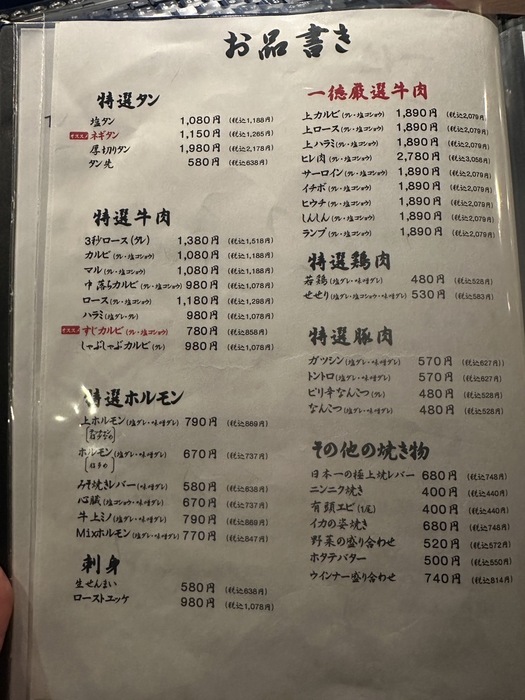 お品書き
特選タン
塩タン 1,080円 (税込1,188円)
オススメ ネギタン 1,150円 (税込1,265円)
厚切りタン 1,980円 (税込2,178円)
タン先 580円 (税込638円)
特選牛肉
3秒ロース(タレ) 1,380円 (税込1,518円)
カルビ(タレ・塩コショウ) 1,080円 (税込1,188円)
マル(タレ・塩コショウ) 1,080円 (税込1,188円)
中落ちカルビ(タレ・塩コショウ) 980円 (税込1,078円)
ロース(タレ・塩コショウ) 1,180円 (税込1,298円)
ハラミ(塩ダレ・タレ) 980円 (税込1,078円)
オススメ すじカルビ(タレ・塩コショウ) 780円 (税込858円)
しゃぶしゃぶカルビ(タレ) 980円 (税込1,078円)
特選ホルモン
上ホルモン(塩ダレ・味噌ダレ) 790円 (税込869円)
ホルモン(塩ダレ・味噌ダレ) 670円 (税込737円)
みそ焼きレバー(塩ダレ・味噌ダレ) 580円 (税込638円)
心臓(塩コショウ・味噌ダレ) 670円 (税込737円)
牛上ミノ(塩ダレ・味噌ダレ) 790円 (税込869円)
Mixホルモン(塩ダレ・味噌ダレ) 770円 (税込847円)
刺身
生せんまい 580円 (税込638円)
ローストユッケ 980円 (税込1,078円)
一徳厳選牛肉
上カルビ(タレ・塩コショウ) 1,890円 (税込2,079円)
上ロース(タレ・塩コショウ) 1,890円 (税込2,079円)
上ハラミ(タレ・塩コショウ) 1,890円 (税込2,079円)
ヒレ肉(タレ・塩コショウ) 2,780円 (税込3,058円)
サーロイン(タレ・塩コショウ) 1,890円 (税込2,079円)
イチボ(タレ・塩コショウ) 1,890円 (税込2,079円)
ヒウチ(タレ・塩コショウ) 1,890円 (税込2,079円)
しんしん(タレ・塩コショウ) 1,890円 (税込2,079円)
ランプ(タレ・塩コショウ) 1,890円 (税込2,079円)
特選鶏肉
若鶏(塩ダレ・味噌ダレ) 480円 (税込528円)
せせり(塩ダレ・塩コショウ・味噌ダレ) 530円 (税込583円)
特選豚肉
ガツシン(塩ダレ・味噌ダレ) 570円 (税込627円)
トントロ(塩ダレ・味噌ダレ) 570円 (税込627円)
ピリ辛なんこつ(タレ) 480円 (税込528円)
なんこつ(塩ダレ・味噌ダレ) 480円 (税込528円)
その他の焼き物
日本一の極上焼レバー 680円 (税込748円)
ニンニク焼き 400円 (税込440円)
有頭エビ(1尾) 400円 (税込440円)
イカの姿焼き 680円 (税込748円)
野菜の盛り合わせ 520円 (税込572円)
ホタテバター 500円 (税込550円)
ウインナー盛り合わせ 740円 (税込814円)